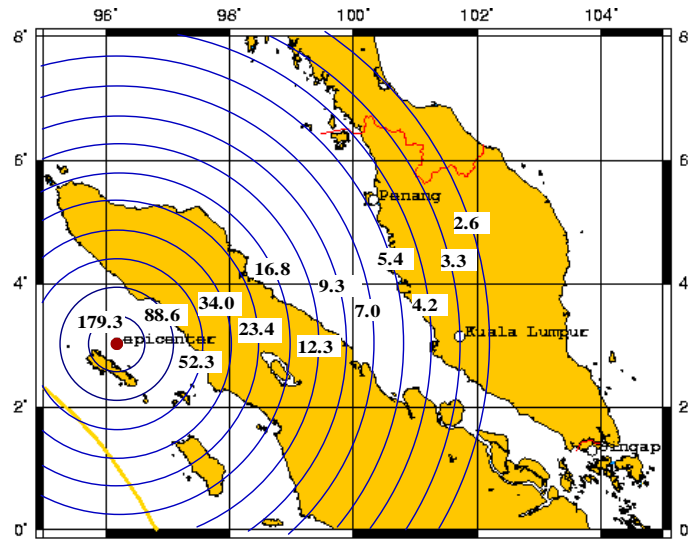 96° 98° 100° 102° 104°
8° 8°
6° 6°
Penang
2.6
5.4 3.3
16.8
4° 9.3 4°
179.3 88.6 34.0 7.0 4.2
epicenter 23.4 Kuala Lumpur
52.3 12.3
2° 2°
Singap
0° 0°